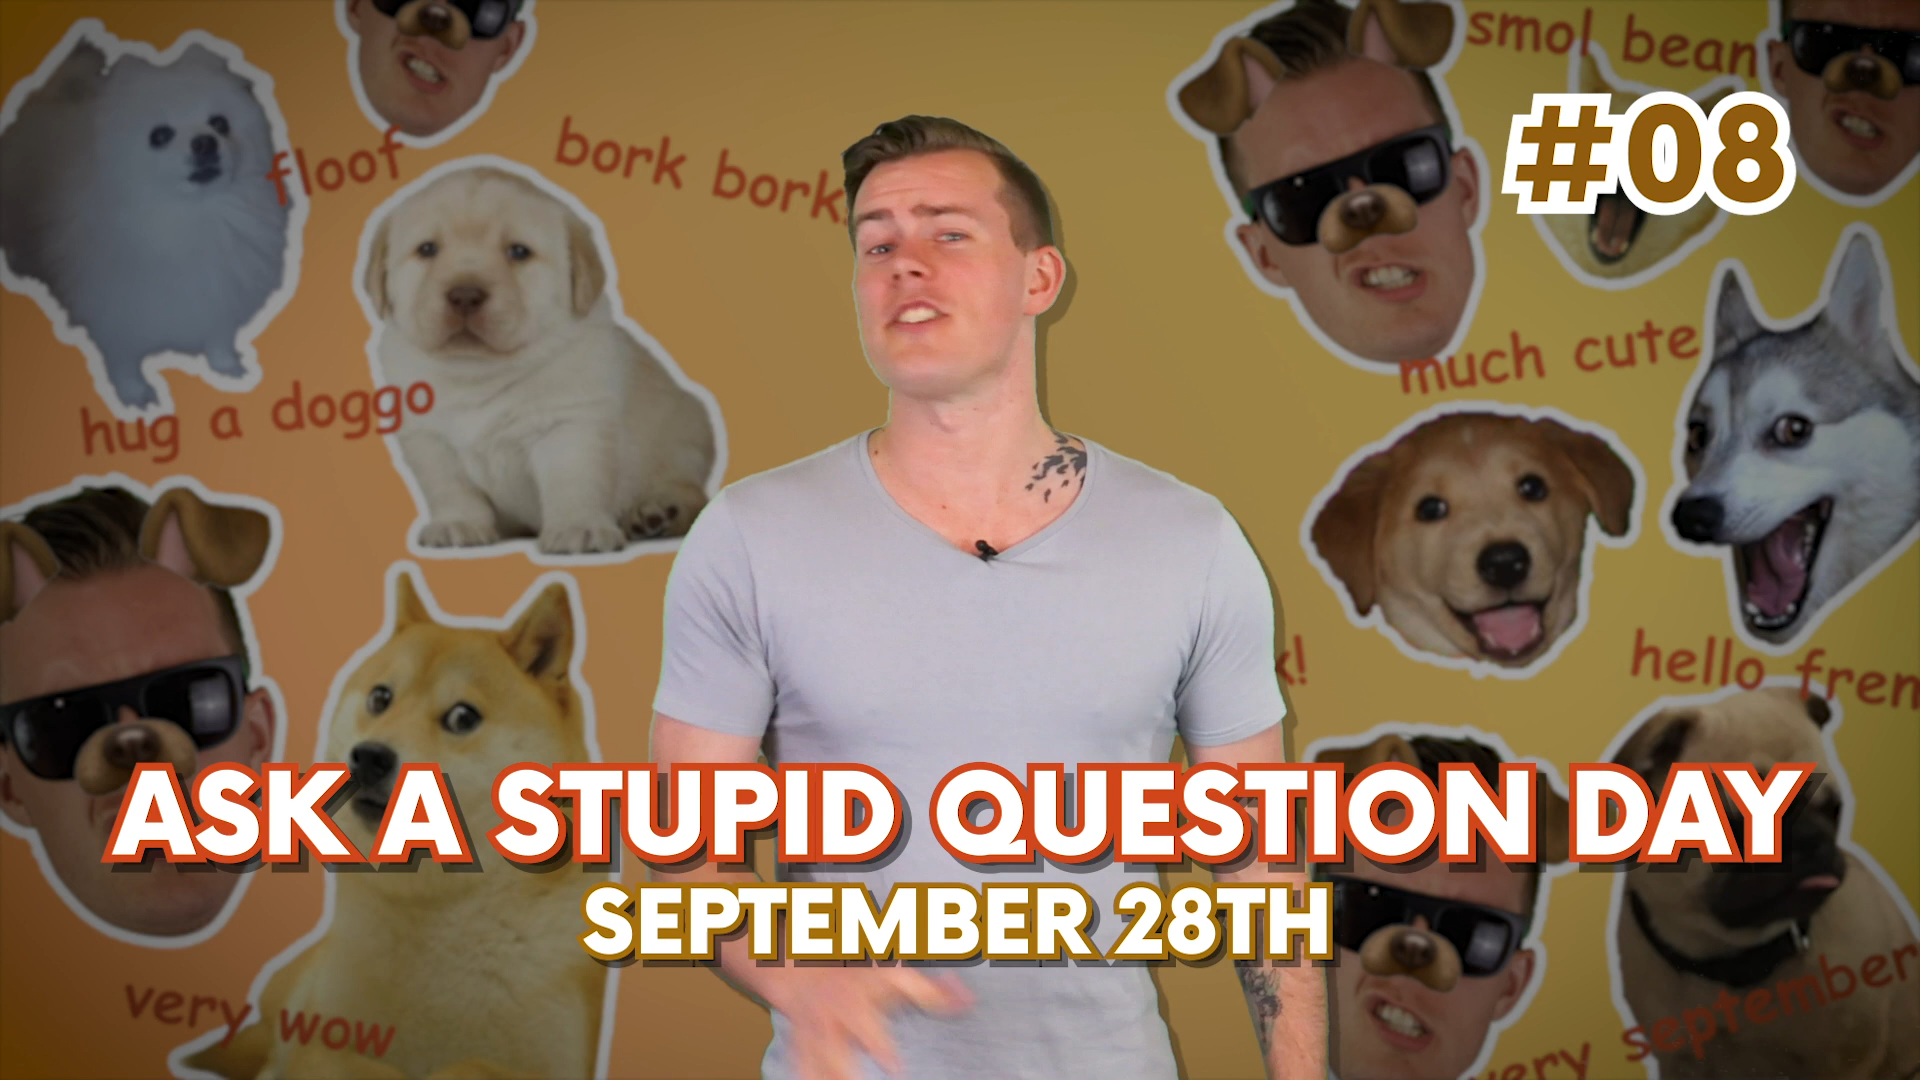 smol bean
#08
floof
bork bork
much cute
hug a doggo
k!
hello fren
ASK A STUPID QUESTION DAY
SEPTEMBER 28TH
very wow
very september